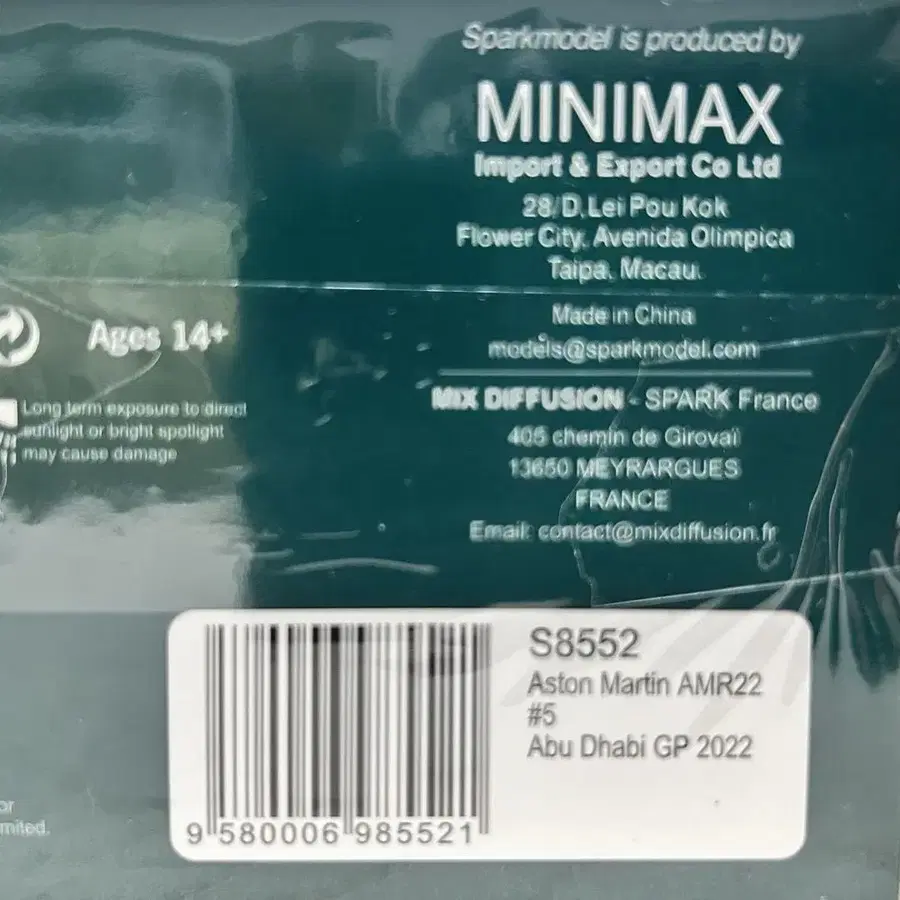 Sparkmodel is produced by
MINIMAX
Import & Export Co Ltd
28/D,Lei Pou Kok
Flower City, Avenida Olimpica
Taipa, Macau.
Made in China
models@sparkmodel.com
MIX DIFFUSION - SPARK France
405 chemin de Girovaï
13650 MEYRARGUES
FRANCE
Email: contact@mixdiffusion.fr
Ages 14+
Long term exposure to direct
sunlight or bright spotlight
may cause damage
S8552
Aston Martin AMR22
#5
Abu Dhabi GP 2022
9 580006 985521
or